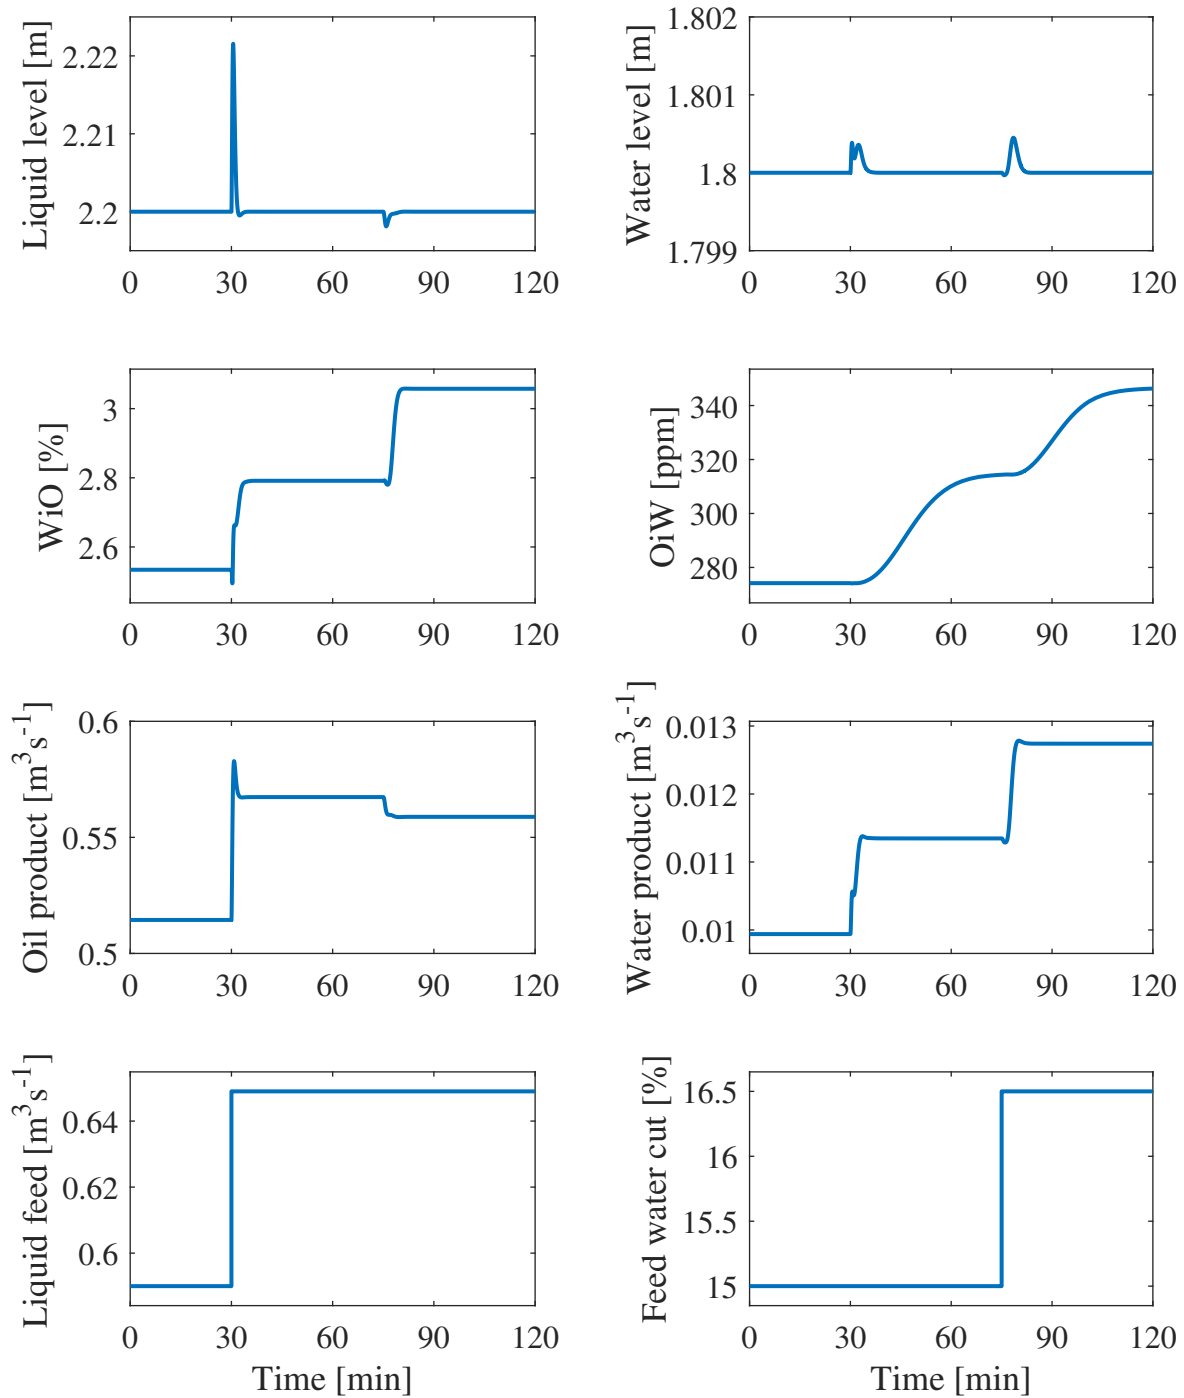 Liquid level [m]
2.22
2.21
2.2
0 30 60 90 120
Water level [m]
1.802
1.801
1.8
1.799
0 30 60 90 120
WiO [%]
3
2.8
2.6
0 30 60 90 120
OiW [ppm]
340
320
300
280
0 30 60 90 120
Oil product [m³s⁻¹]
0.6
0.55
0.5
0 30 60 90 120
Water product [m³s⁻¹]
0.013
0.012
0.011
0.01
0 30 60 90 120
Liquid feed [m³s⁻¹]
0.64
0.62
0.6
0 30 60 90 120
Time [min]
Feed water cut [%]
16.5
16
15.5
15
0 30 60 90 120
Time [min]